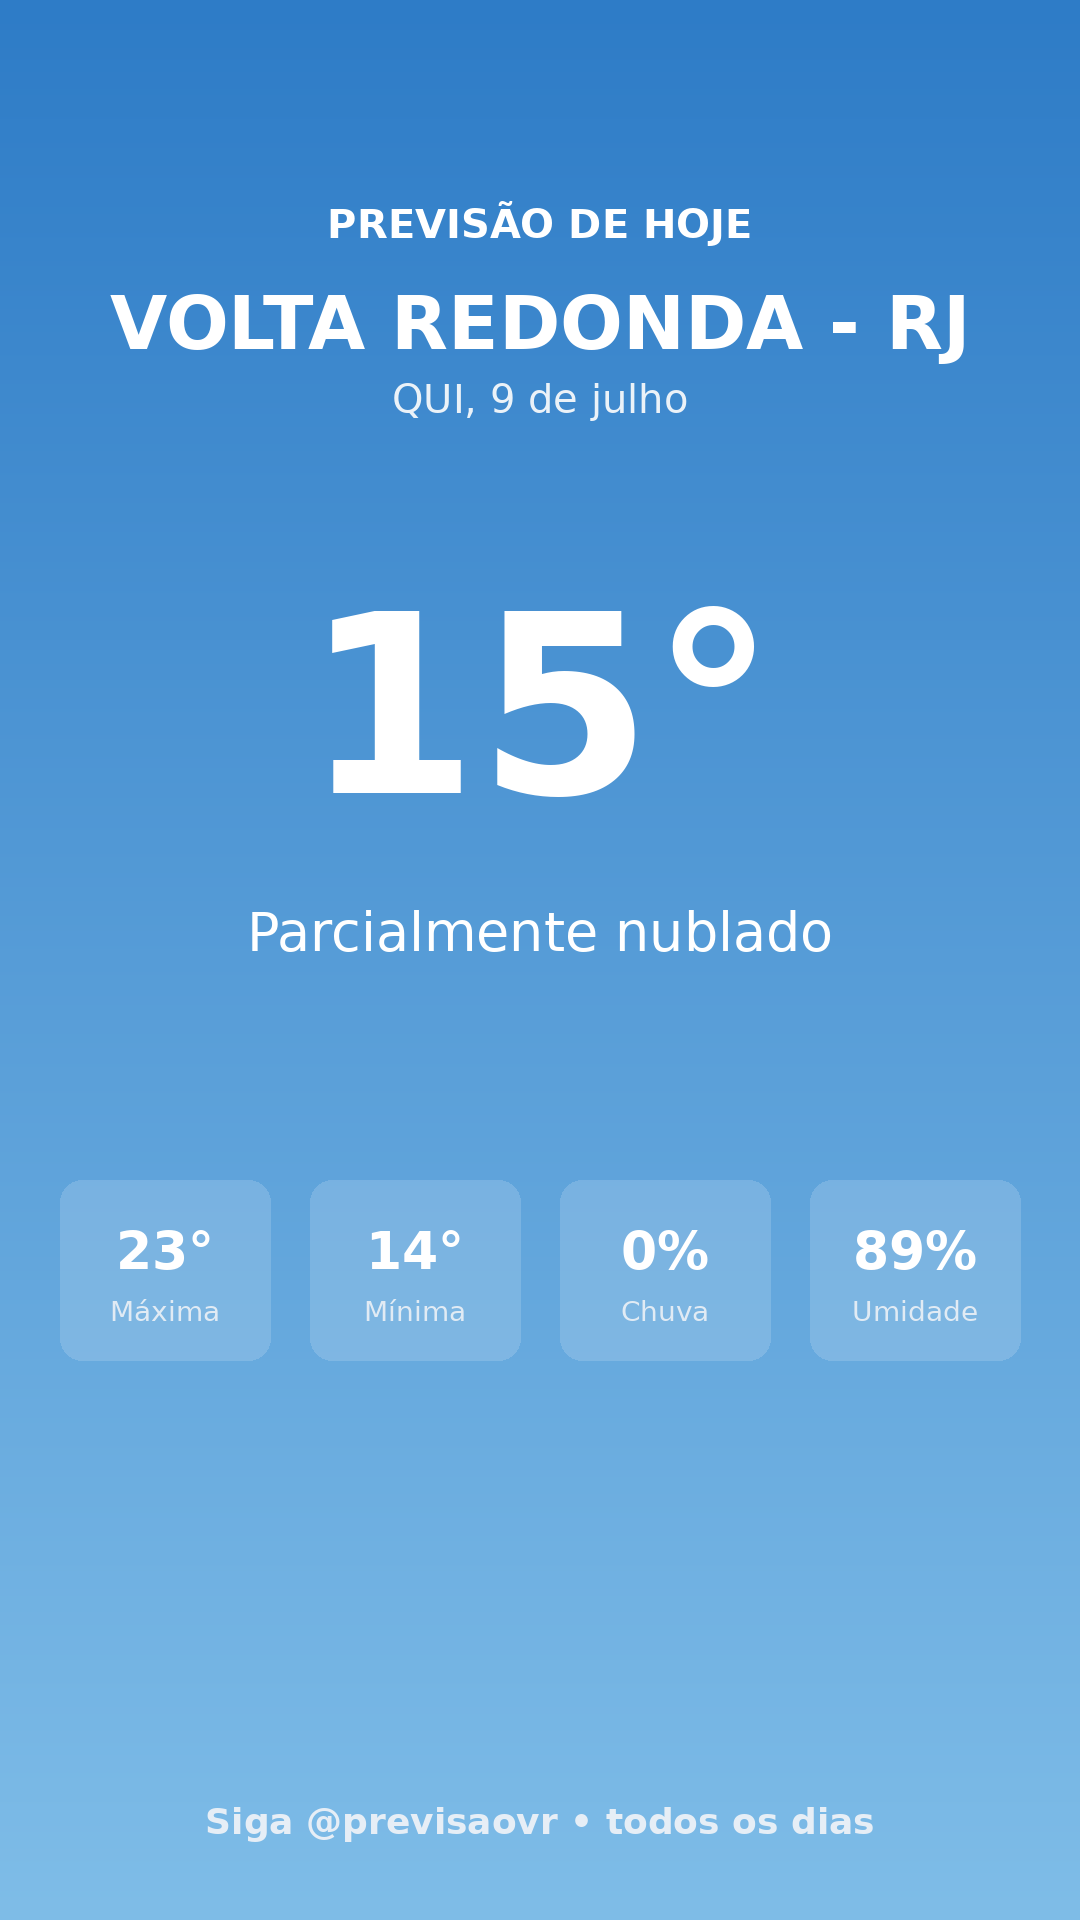 PREVISÃO DE HOJE
VOLTA REDONDA - RJ
QUI, 9 de julho
15°
Parcialmente nublado
23° 14° 0% 89%
Máxima Mínima Chuva Umidade
Siga @previsaovr • todos os dias